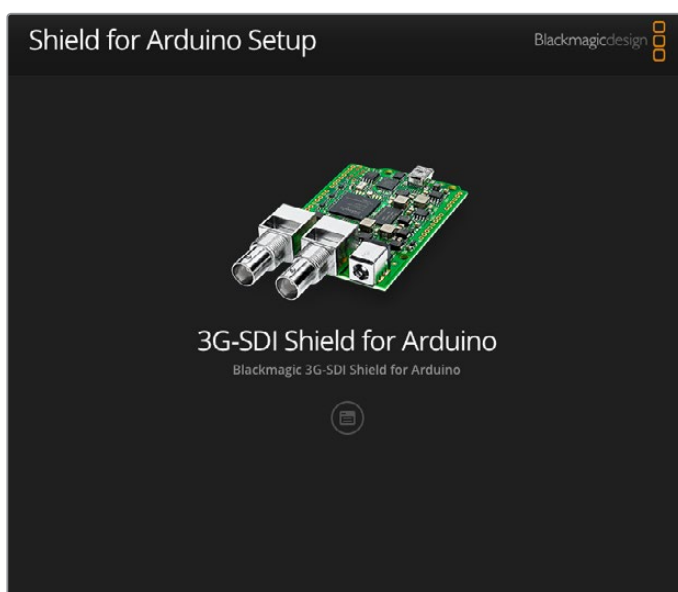 Shield for Arduino Setup
Blackmagicdesign
3G-SDI Shield for Arduino
Blackmagic 3G-SDI Shield for Arduino